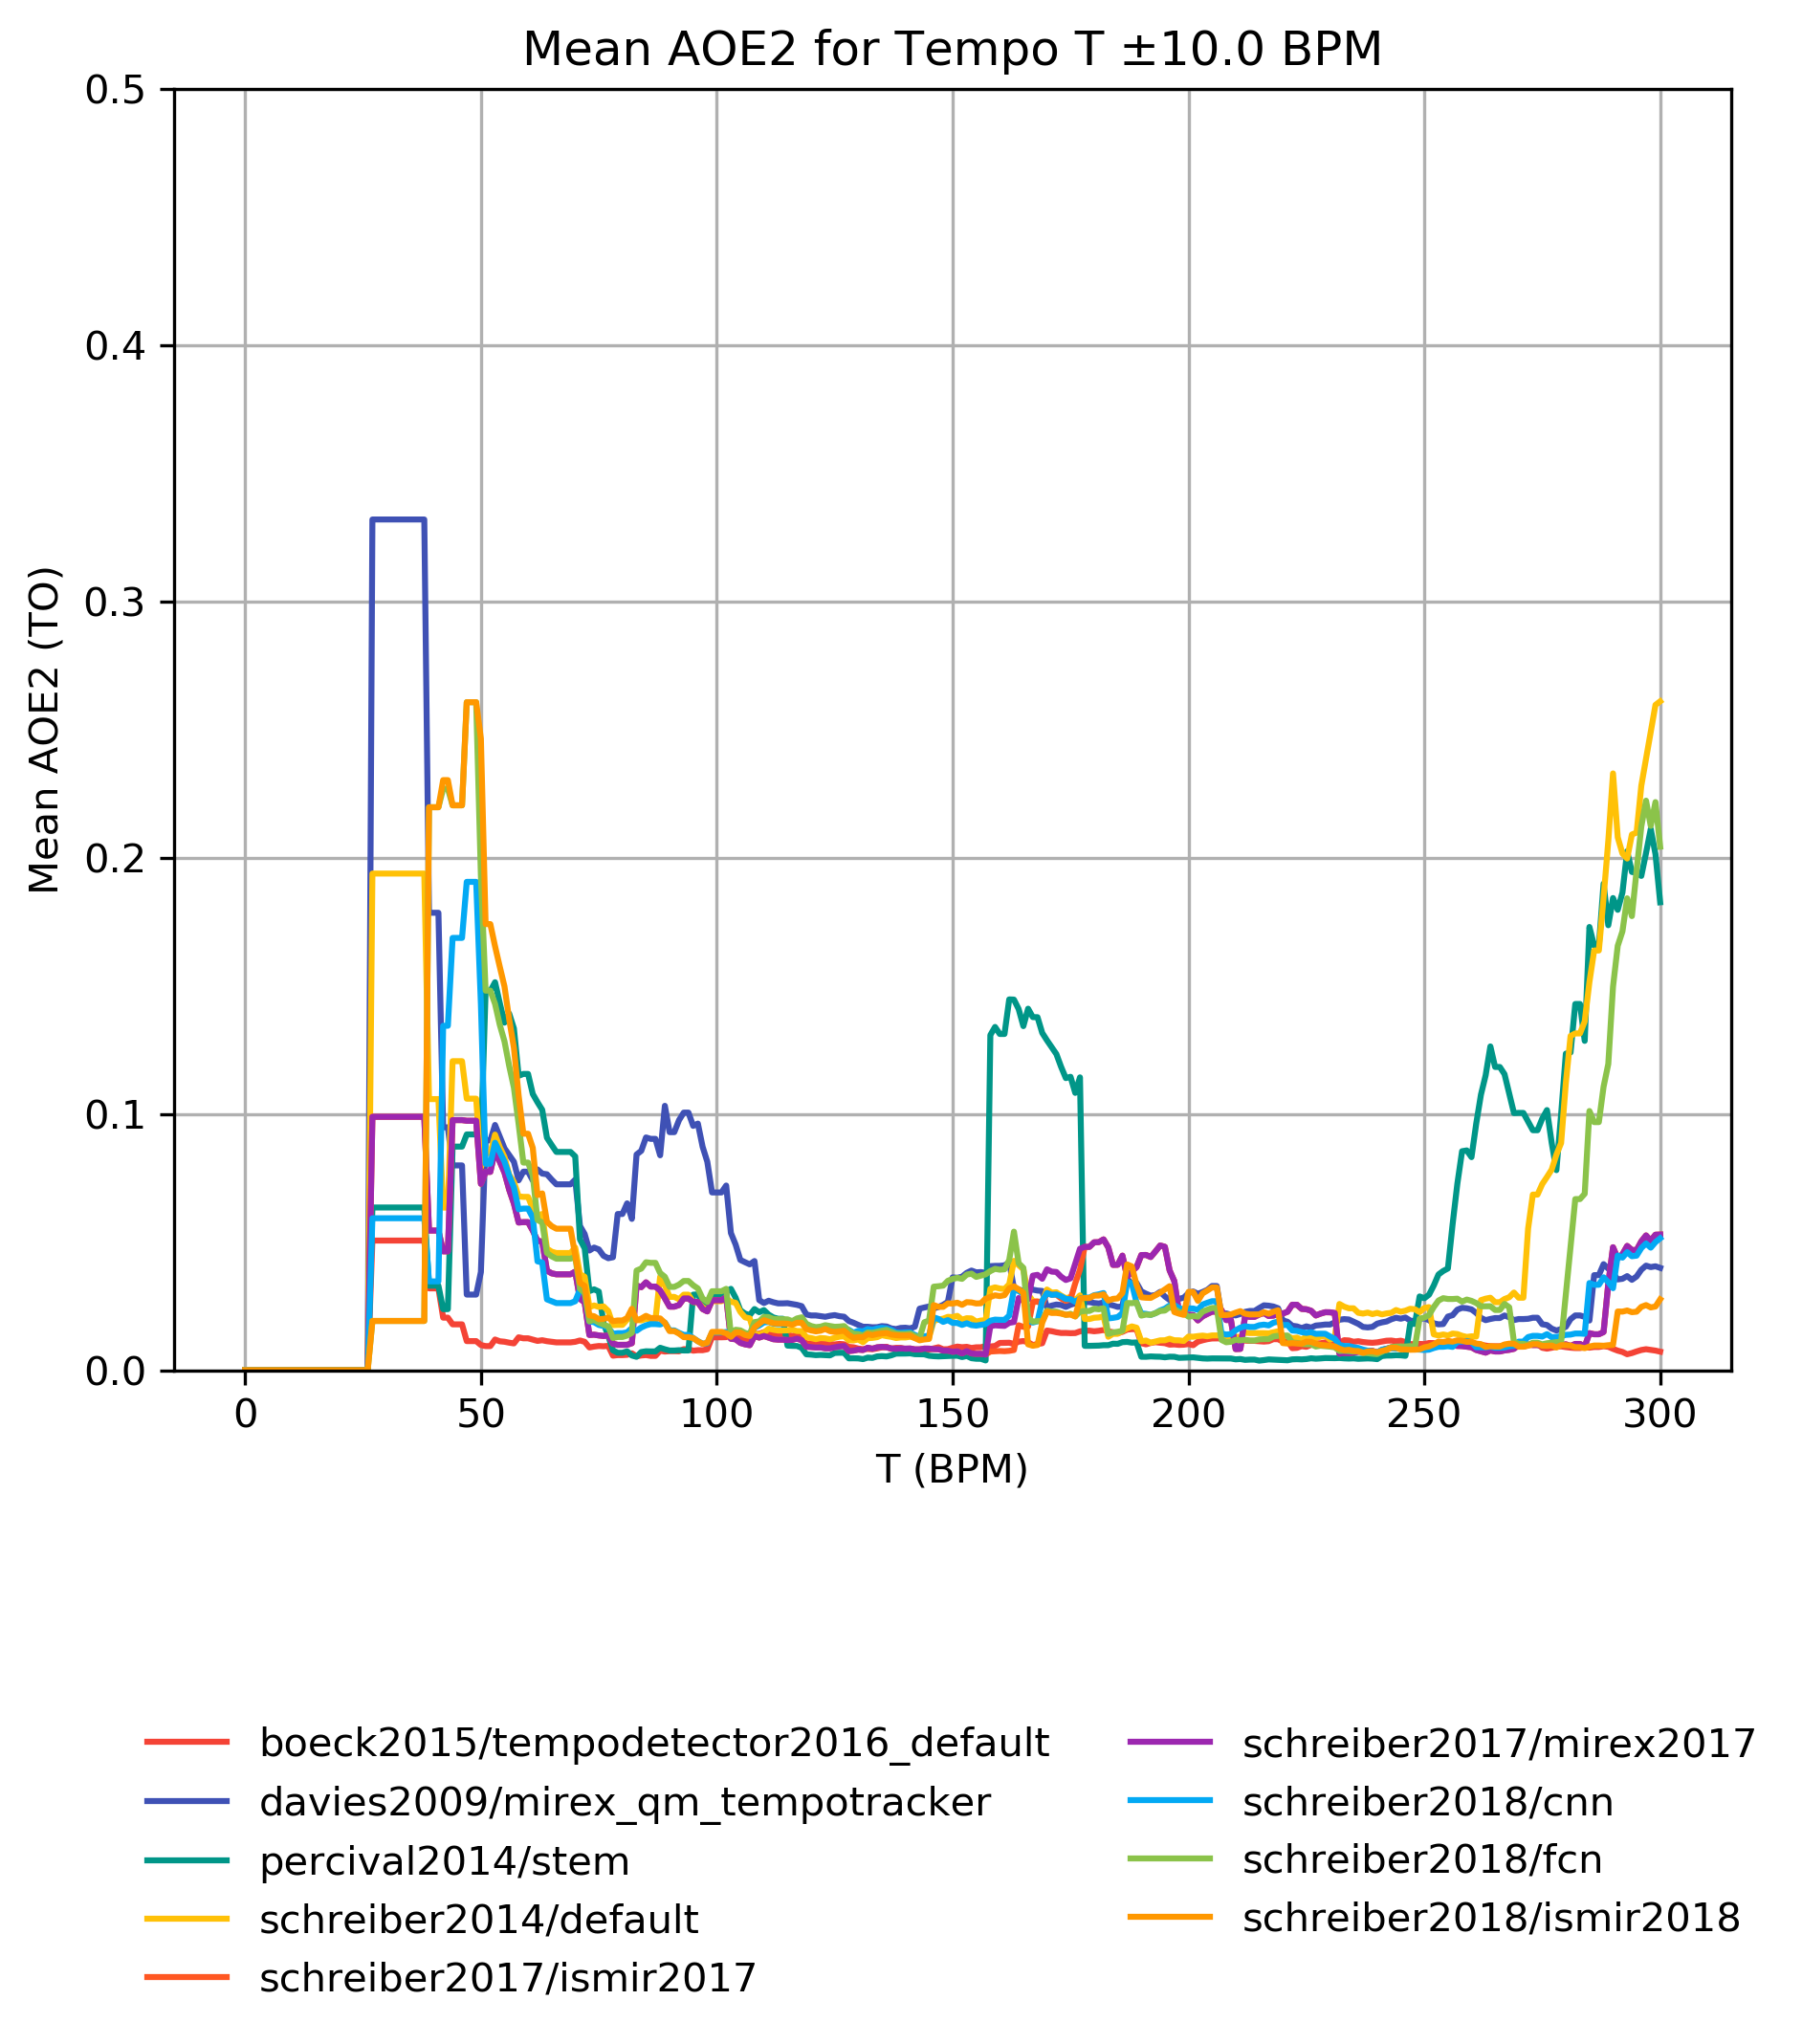 Mean AOE2 for Tempo T ±10.0 BPM
0.5
0.4
0.3
0.2
0.1
0.0
Mean AOE2 (TO)
0 50 100 150 200 250 300
T (BPM)
boeck2015/tempodetector2016_default
davies2009/mirex_qm_tempotracker
percival2014/stem
schreiber2014/default
schreiber2017/ismir2017
schreiber2017/mirex2017
schreiber2018/cnn
schreiber2018/fcn
schreiber2018/ismir2018